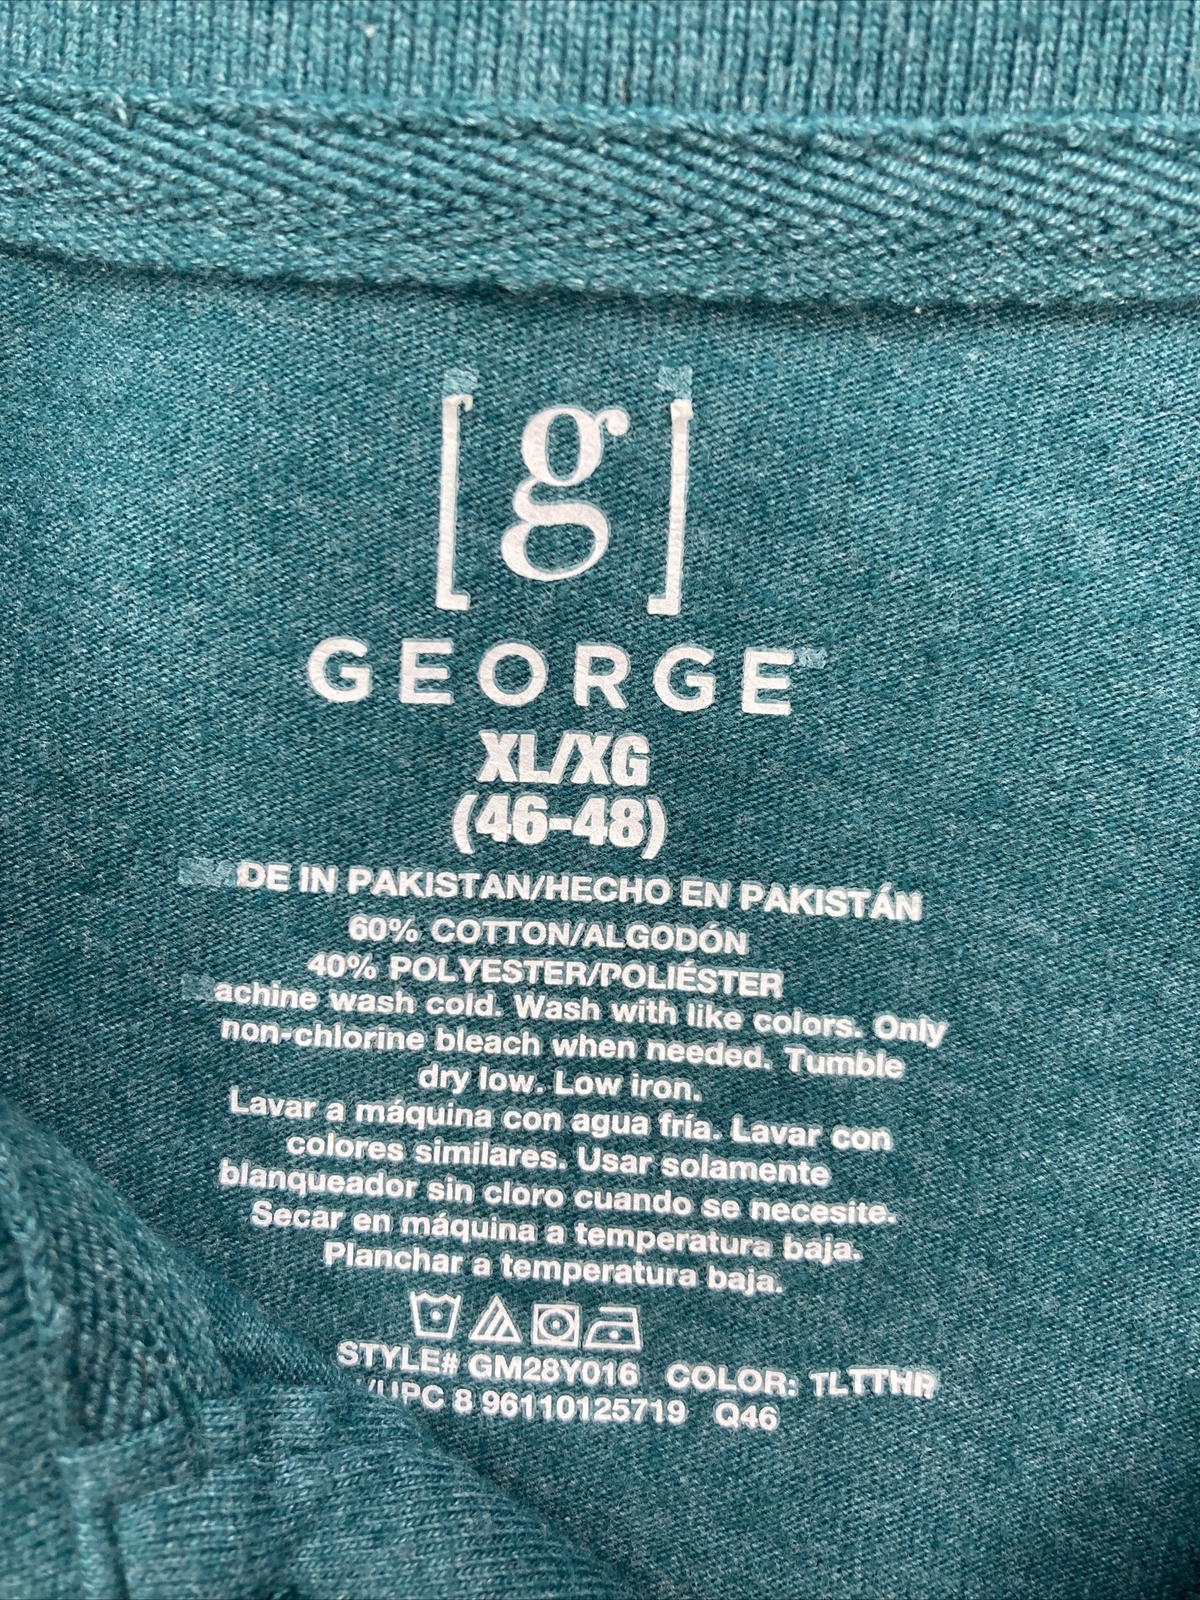 [g]
GEORGE
XL/XG
(46-48)
DE IN PAKISTAN/HECHO EN PAKISTÁN
60% COTTON/ALGODÓN
40% POLYESTER/POLIÉSTER
achine wash cold. Wash with like colors. Only
non-chlorine bleach when needed. Tumble
dry low. Low iron.
Lavar a máquina con agua fría. Lavar con
colores similares. Usar solamente
blanqueador sin cloro cuando se necesite.
Secar en máquina a temperatura baja.
Planchar a temperatura baja.
STYLE# GM28Y016 COLOR: TLTTHR
/UPC 8 96110125719 Q46